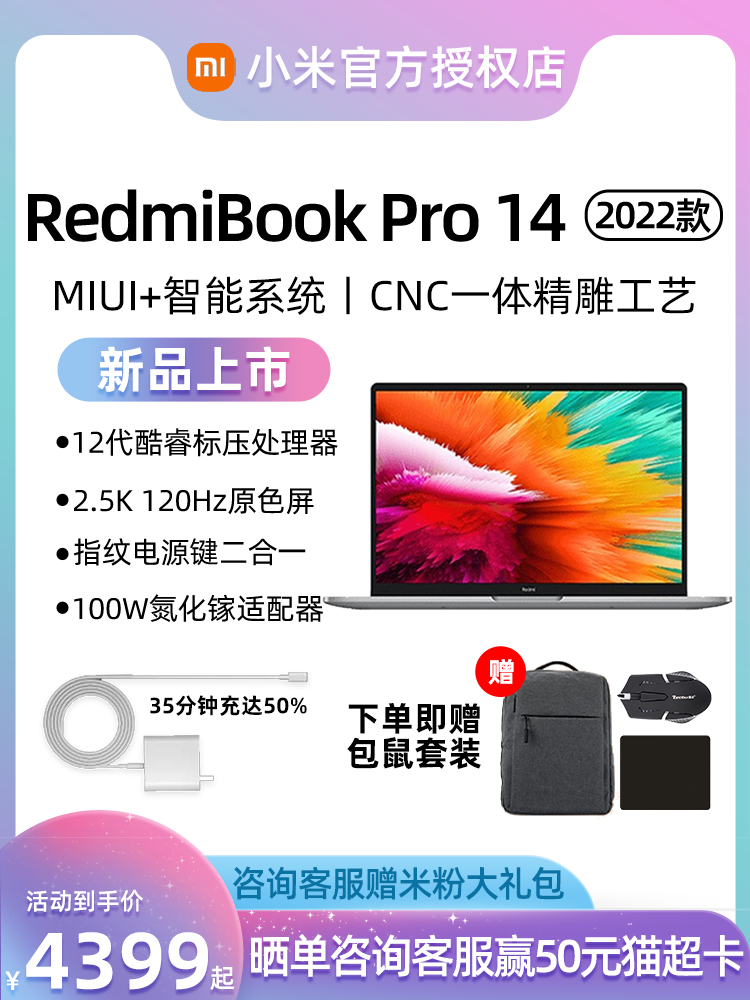 小米官方授权店
RedmiBook Pro 14 2022款
MIUI+智能系统丨CNC一体精雕工艺
新品上市
•12代酷睿标压处理器
•2.5K 120Hz原色屏
•指纹电源键二合一
•100W氮化镓适配器
Redmi
35分钟充达50%
赠
下单即赠
包鼠套装
咨询客服赠米粉大礼包
活动到手价
¥4399起
晒单咨询客服赢50元猫超卡